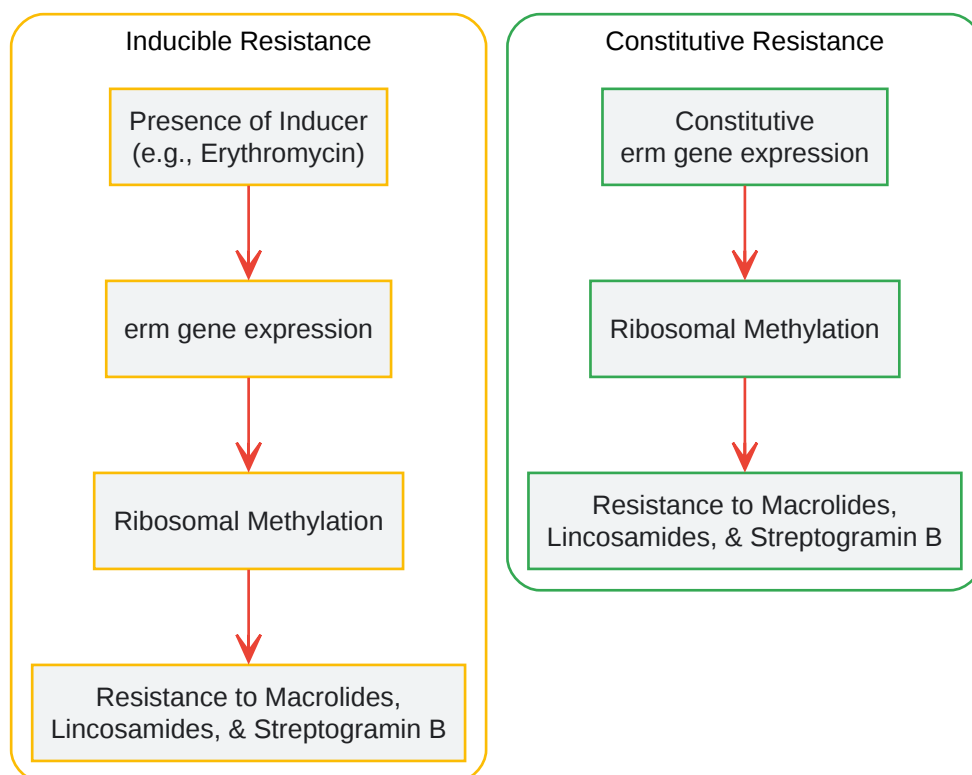 Inducible Resistance
Presence of Inducer
(e.g., Erythromycin)
erm gene expression
Ribosomal Methylation
Resistance to Macrolides,
Lincosamides, & Streptogramin B
Constitutive Resistance
Constitutive
erm gene expression
Ribosomal Methylation
Resistance to Macrolides,
Lincosamides, & Streptogramin B